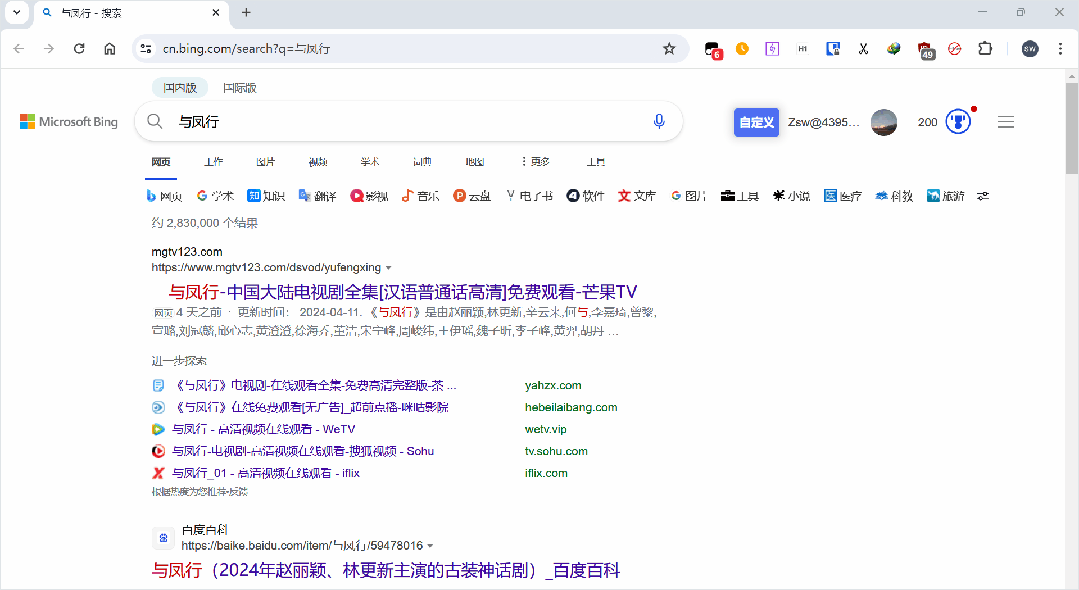 与凤行 - 搜索
cn.bing.com/search?q=与凤行
6
H1
49
SW
国内版 国际版
Microsoft Bing
与凤行
自定义
Zsw@4395...
200
网页 工作 图片 视频 学术 词典 地图 更多 工具
网页 学术 知识 翻译 影视 音乐 云盘 电子书 软件 文库 图片 工具 小说 医疗 科教 旅游
约 2,830,000 个结果
mgtv123.com
https://www.mgtv123.com/dsvod/yufengxing
与凤行-中国大陆电视剧全集[汉语普通话高清]免费观看-芒果TV
网页 4 天之前 · 更新时间： 2024-04-11. 《与凤行》是由赵丽颖,林更新,辛云来,何与,李嘉琦,曾黎,
宣璐,刘冠麟,邱心志,黄澄澄,徐海乔,董洁,宋宁峰,周峻纬,王伊瑶,魏子昕,李子峰,黄羿,胡丹 ...
进一步探索
《与凤行》电视剧-在线观看全集-免费高清完整版-茶 ... yahzx.com
《与凤行》在线免费观看[无广告]_超前点播-咪咕影院 hebeilaibang.com
与凤行 - 高清视频在线观看 - WeTV wetv.vip
与凤行-电视剧-高清视频在线观看-搜狐视频 - Sohu tv.sohu.com
与凤行_01 - 高清视频在线观看 - iflix iflix.com
根据热度为您推荐•反馈
百度百科
https://baike.baidu.com/item/与凤行/59478016
与凤行（2024年赵丽颖、林更新主演的古装神话剧）_百度百科